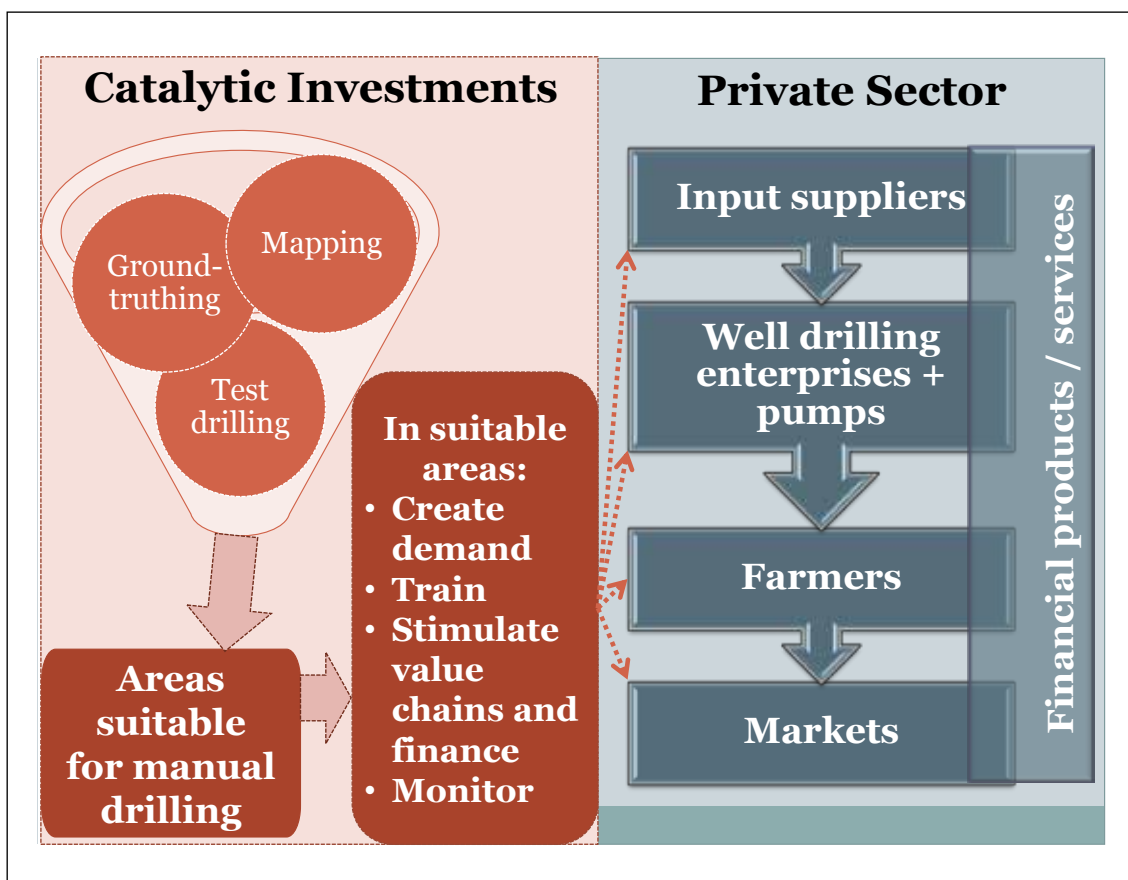 Catalytic Investments
Mapping
Ground-
truthing
Test
drilling
Areas
suitable
for manual
drilling
In suitable
areas:
• Create
demand
• Train
• Stimulate
value
chains and
finance
• Monitor
Private Sector
Input suppliers
Well drilling
enterprises +
pumps
Farmers
Markets
Financial products / services